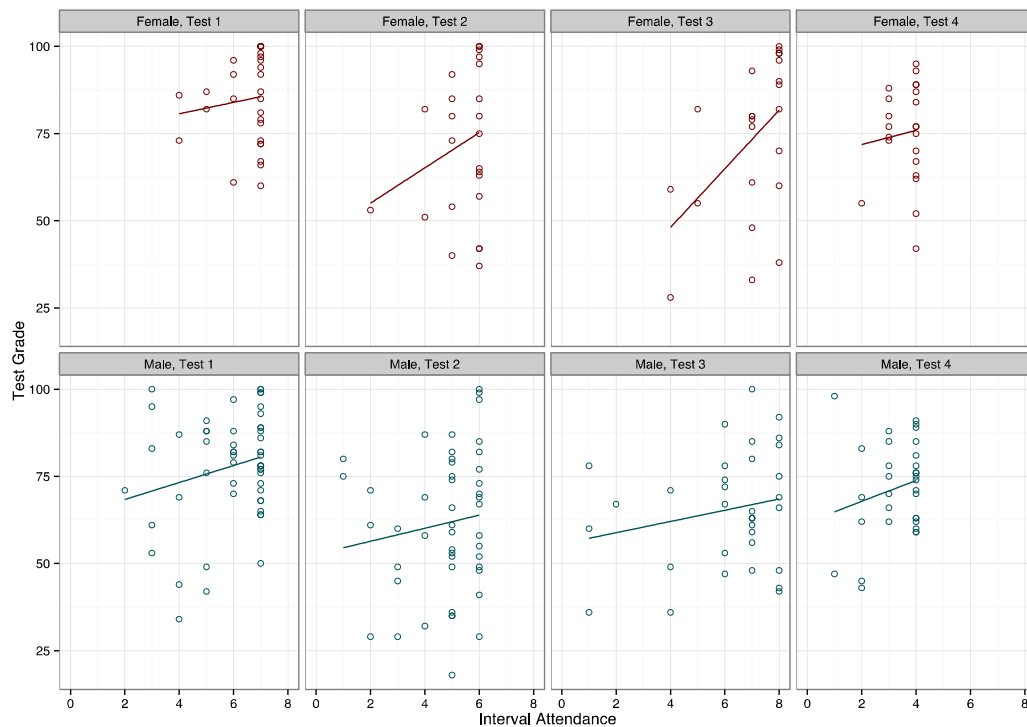 Female, Test 1
Female, Test 2
Female, Test 3
Female, Test 4
100
75
50
25
Test Grade
Male, Test 1
Male, Test 2
Male, Test 3
Male, Test 4
100
75
50
25
0 2 4 6 8 0 2 4 6 8 0 2 4 6 8 0 2 4 6 8
Interval Attendance